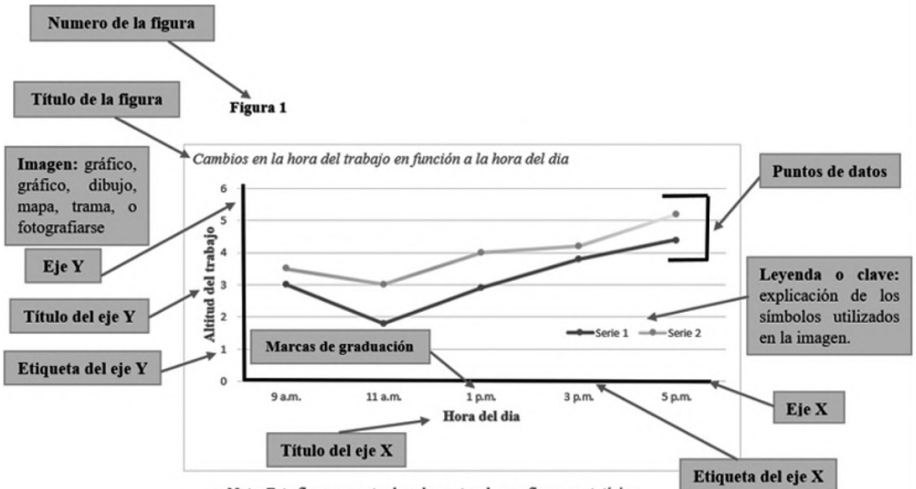 Numero de la figura
Título de la figura
Figura 1
Imagen: gráfico,
gráfico, dibujo,
mapa, trama, o
fotografiarse
Cambios en la hora del trabajo en función a la hora del dia
Puntos de datos
Eje Y
Título del eje Y
Etiqueta del eje Y
Altitud del trabajo
6
5
4
3
2
1
0
Leyenda o clave:
explicación de los
símbolos utilizados
en la imagen.
Serie 1
Serie 2
Marcas de graduación
9 a.m.
11 a.m.
1 p.m.
3 p.m.
5 p.m.
Hora del dia
Eje X
Título del eje X
Etiqueta del eje X